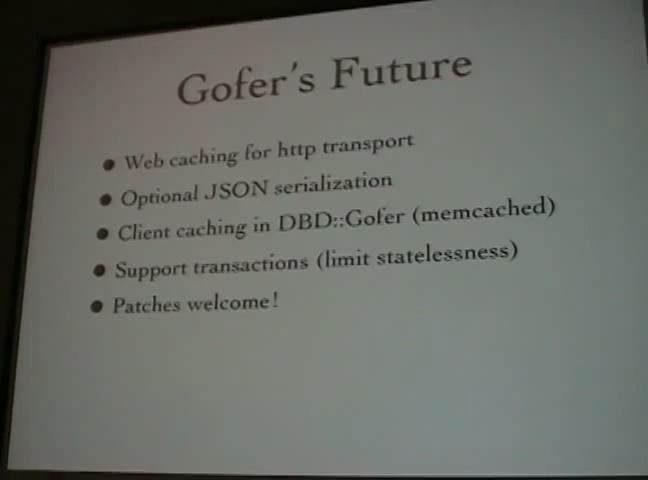 Gofer's Future
Web caching for http transport
Optional JSON serialization
Client caching in DBD::Gofer (memcached)
Support transactions (limit statelessness)
Patches welcome!